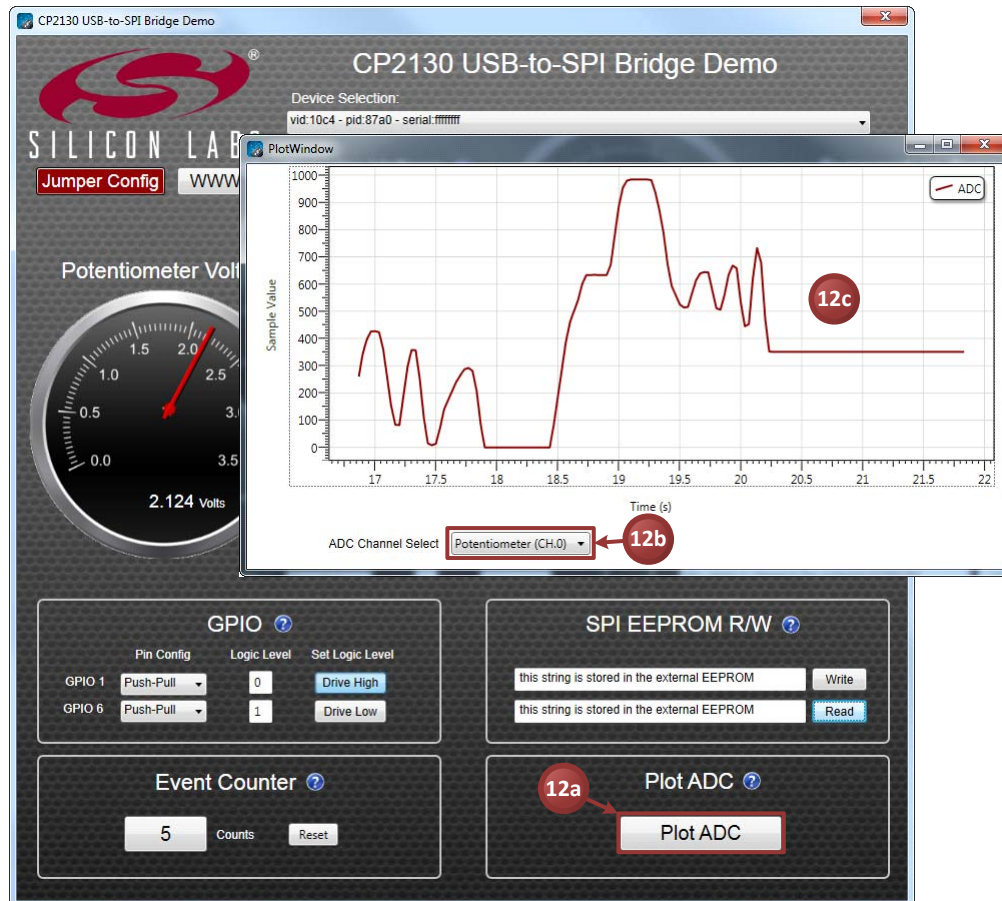 CP2130 USB-to-SPI Bridge Demo
CP2130 USB-to-SPI Bridge Demo
Device Selection:
vid:10c4 - pid:87a0 - serial:ffffffff
SILICON LABS
®
Jumper Config WWW
Potentiometer Volt
0.0 0.5 1.0 1.5 2.0 2.5 3. 3.5
2.124 Volts
PlotWindow
ADC
Sample Value
1000
900
800
700
600
500
400
300
200
100
0
17 17.5 18 18.5 19 19.5 20 20.5 21 21.5 22
Time (s)
12c
ADC Channel Select Potentiometer (CH.0) 12b
GPIO ?
Pin Config Logic Level Set Logic Level
GPIO 1 Push-Pull 0 Drive High
GPIO 6 Push-Pull 1 Drive Low
SPI EEPROM R/W ?
this string is stored in the external EEPROM Write
this string is stored in the external EEPROM Read
Event Counter ?
5 Counts Reset
12a
Plot ADC ?
Plot ADC